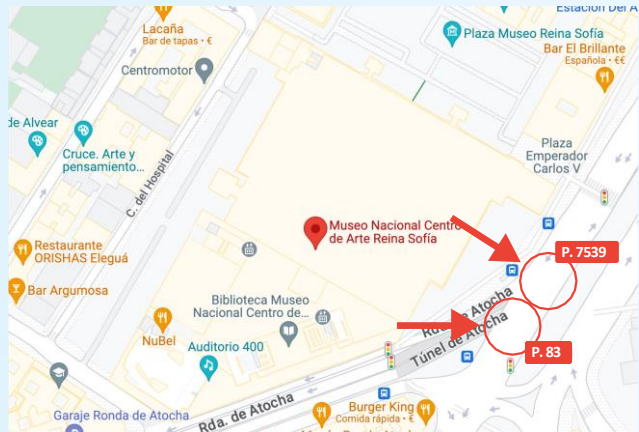 Estación Del A
Lacaña
Bar de tapas • €
Plaza Museo Reina Sofía
Bar El Brillante
Española • €€
Centromotor
de Alvear
Cruce. Arte y
pensamiento...
C. del Hospital
Plaza
Emperador
Carlos V
Museo Nacional Centro
de Arte Reina Sofía
P. 7539
Restaurante
ORISHAS Eleguá
Bar Argumosa
Biblioteca Museo
Nacional Centro de...
NuBel
Auditorio 400
Rda. de Atocha
Túnel de Atocha
P. 83
Garaje Ronda de Atocha
Rda. de Atocha
Burger King
Comida rápida • €